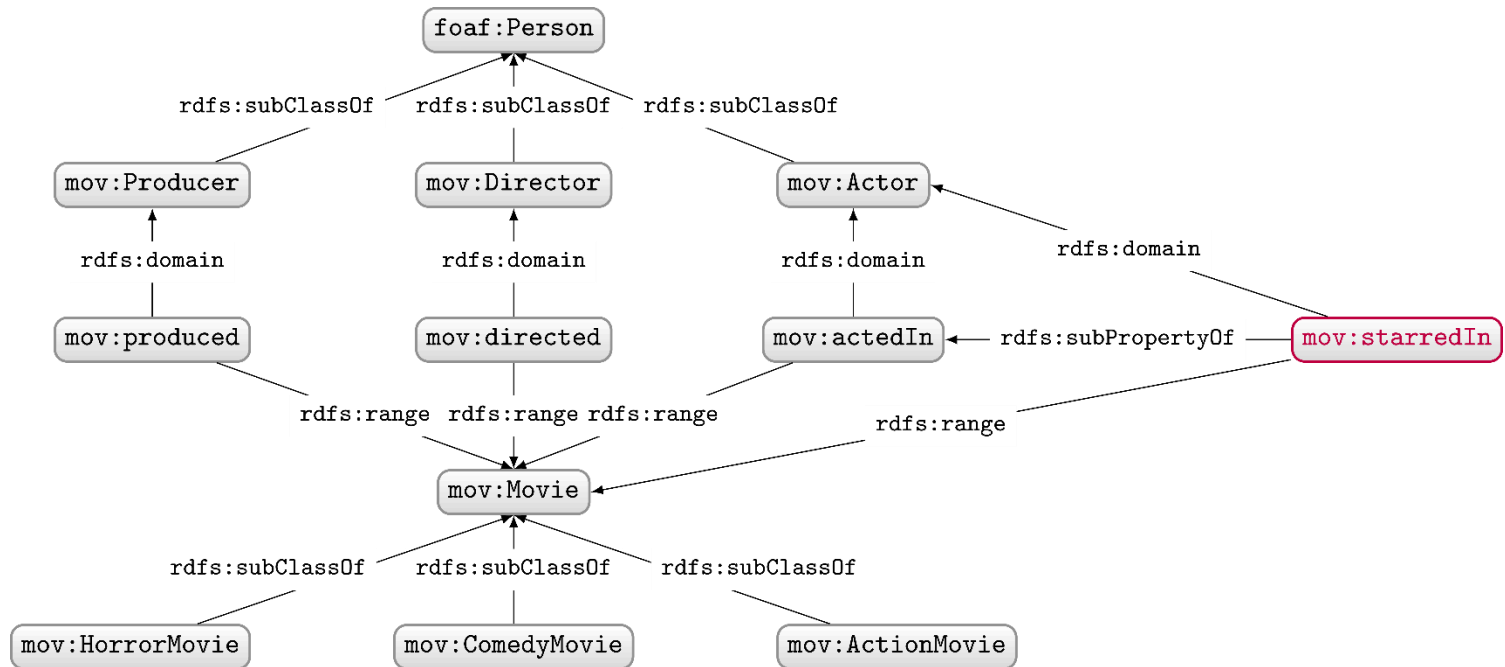 foaf:Person
rdfs:subClassOf rdfs:subClassOf rdfs:subClassOf
mov:Producer mov:Director mov:Actor
rdfs:domain
rdfs:domain rdfs:domain rdfs:domain
mov:produced mov:directed mov:actedIn rdfs:subPropertyOf mov:starredIn
rdfs:range rdfs:range rdfs:range
rdfs:range
mov:Movie
rdfs:subClassOf rdfs:subClassOf rdfs:subClassOf
mov:HorrorMovie mov:ComedyMovie mov:ActionMovie